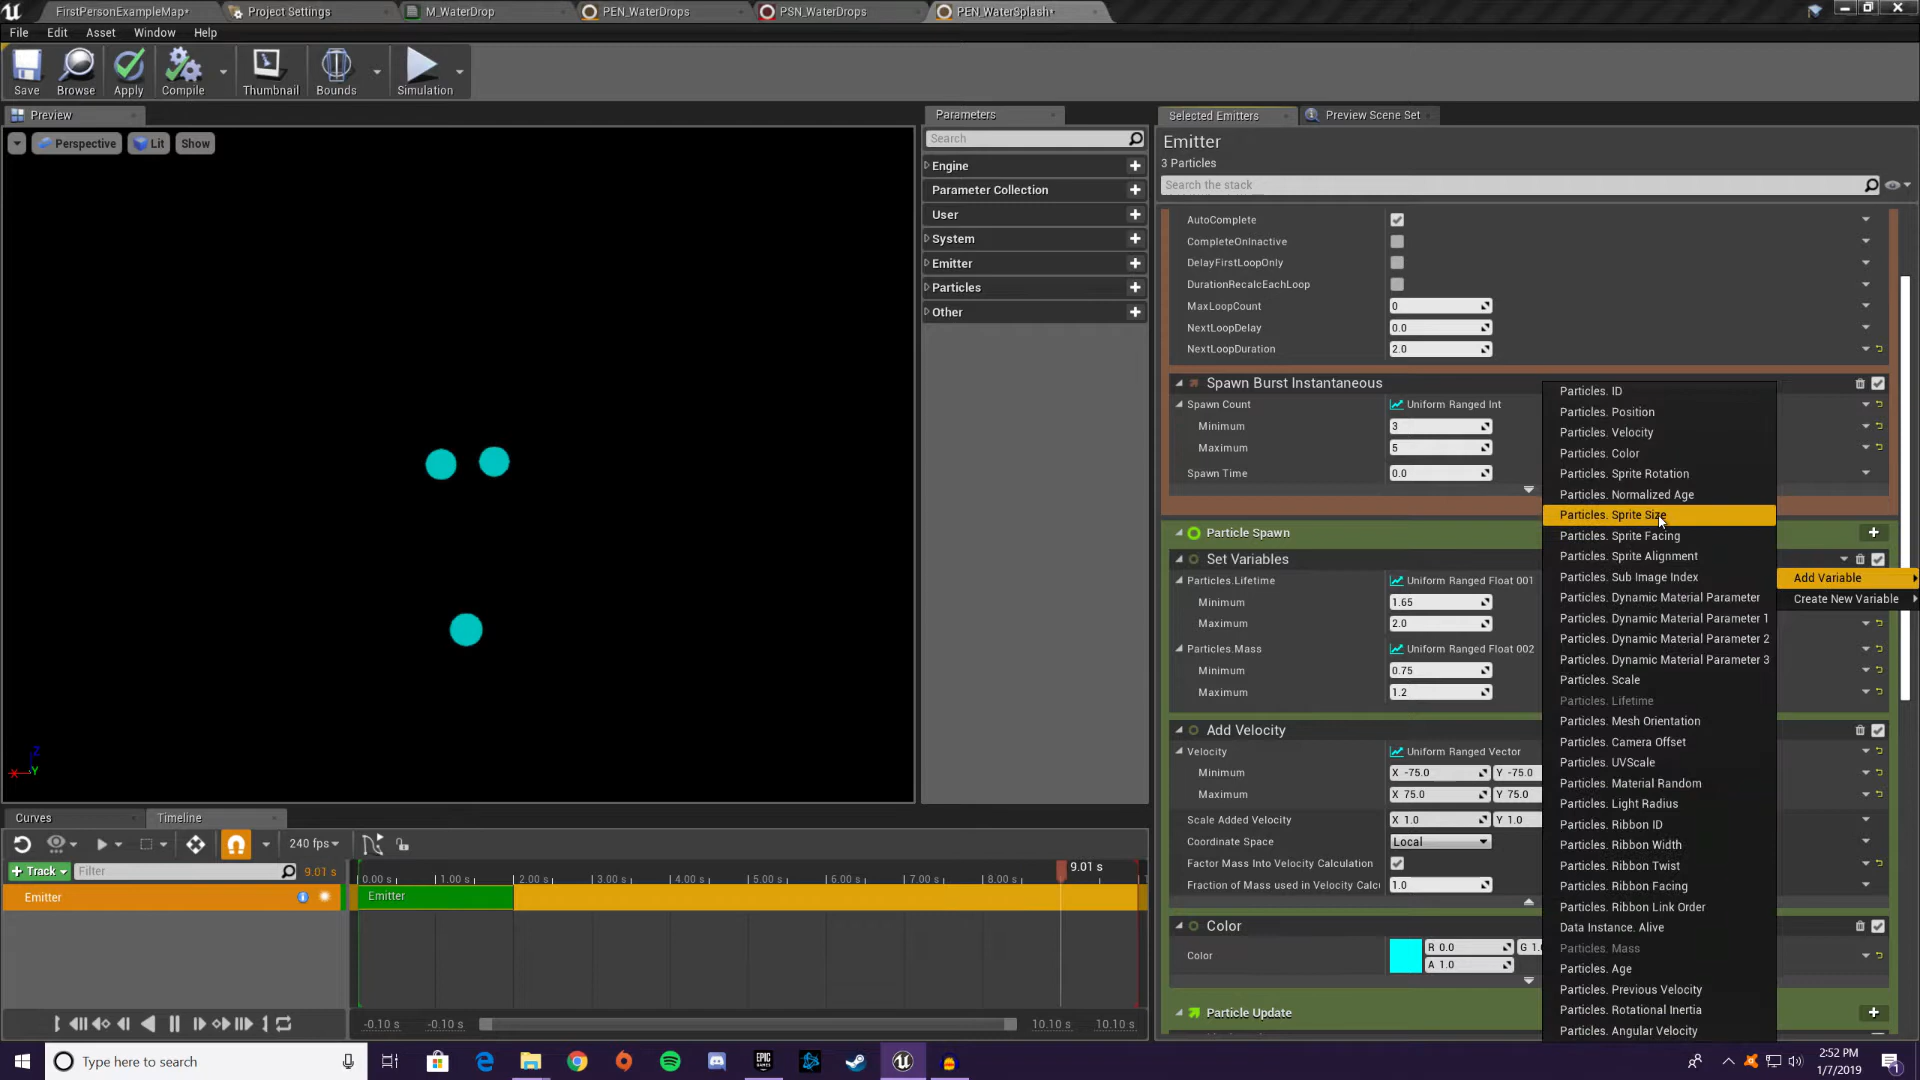 FirstPersonExampleMap*
Project Settings
M_WaterDrop
PEN_WaterDrops
PSN_WaterDrops
PEN_WaterSplash*
File Edit Asset Window Help
Save Browse Apply Compile Thumbnail Bounds Simulation
Preview
Perspective Lit Show
Z
X Y
Parameters
Search
Engine
Parameter Collection
User
System
Emitter
Particles
Other
Selected Emitters
Preview Scene Set
Emitter
3 Particles
Search the stack
AutoComplete
CompleteOnInactive
DelayFirstLoopOnly
DurationRecalcEachLoop
MaxLoopCount 0
NextLoopDelay 0.0
NextLoopDuration 2.0
Spawn Burst Instantaneous
Spawn Count Uniform Ranged Int
Minimum 3
Maximum 5
Spawn Time 0.0
Particle Spawn
Set Variables
Particles.Lifetime Uniform Ranged Float 001
Minimum 1.65
Maximum 2.0
Particles.Mass Uniform Ranged Float 002
Minimum 0.75
Maximum 1.2
Add Velocity
Velocity Uniform Ranged Vector
Minimum X -75.0 Y -75.0
Maximum X 75.0 Y 75.0
Scale Added Velocity X 1.0 Y 1.0
Coordinate Space Local
Factor Mass Into Velocity Calculation
Fraction of Mass used in Velocity Calcu 1.0
Color
Color R 0.0 G 1.
A 1.0
Particle Update
Particles. ID
Particles. Position
Particles. Velocity
Particles. Color
Particles. Sprite Rotation
Particles. Normalized Age
Particles. Sprite Size
Particles. Sprite Facing
Particles. Sprite Alignment
Particles. Sub Image Index
Particles. Dynamic Material Parameter
Particles. Dynamic Material Parameter 1
Particles. Dynamic Material Parameter 2
Particles. Dynamic Material Parameter 3
Particles. Scale
Particles. Lifetime
Particles. Mesh Orientation
Particles. Camera Offset
Particles. UVScale
Particles. Material Random
Particles. Light Radius
Particles. Ribbon ID
Particles. Ribbon Width
Particles. Ribbon Twist
Particles. Ribbon Facing
Particles. Ribbon Link Order
Data Instance. Alive
Particles. Mass
Particles. Age
Particles. Previous Velocity
Particles. Rotational Inertia
Particles. Angular Velocity
Add Variable
Create New Variable
Curves Timeline
240 fps
Track Filter 9.01 s
9.01 s
0.00 s 1.00 s 2.00 s 3.00 s 4.00 s 5.00 s 6.00 s 7.00 s 8.00 s
Emitter
Emitter
-0.10 s -0.10 s 10.10 s 10.10 s
Type here to search
EPIC GAMES
2:52 PM
1/7/2019
1